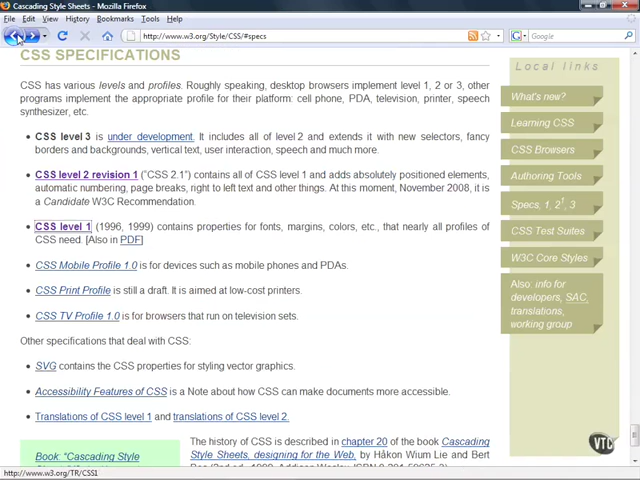 Cascading Style Sheets - Mozilla Firefox
File Edit View History Bookmarks Tools Help
http://www.w3.org/Style/CSS/#specs
Google
CSS SPECIFICATIONS
CSS has various levels and profiles. Roughly speaking, desktop browsers implement level 1, 2 or 3, other
programs implement the appropriate profile for their platform: cell phone, PDA, television, printer, speech
synthesizer, etc.
CSS level 3 is under development. It includes all of level 2 and extends it with new selectors, fancy
borders and backgrounds, vertical text, user interaction, speech and much more.
CSS level 2 revision 1 ("CSS 2.1") contains all of CSS level 1 and adds absolutely positioned elements,
automatic numbering, page breaks, right to left text and other things. At this moment, November 2008, it is
a Candidate W3C Recommendation.
CSS level 1 (1996, 1999) contains properties for fonts, margins, colors, etc., that nearly all profiles of
CSS need. [Also in PDF]
CSS Mobile Profile 1.0 is for devices such as mobile phones and PDAs.
CSS Print Profile is still a draft. It is aimed at low-cost printers.
CSS TV Profile 1.0 is for browsers that run on television sets.
Other specifications that deal with CSS:
SVG contains the CSS properties for styling vector graphics.
Accessibility Features of CSS is a Note about how CSS can make documents more accessible.
Translations of CSS level 1 and translations of CSS level 2.
Book: "Cascading Style
The history of CSS is described in chapter 20 of the book Cascading
Style Sheets, designing for the Web, by Håkon Wium Lie and Bert
Local links
What's new?
Learning CSS
CSS Browsers
Authoring Tools
Specs, 1, 2¹, 3
CSS Test Suites
W3C Core Styles
Also: info for
developers, SAC,
translations,
working group
VTC
http://www.w3.org/TR/CSS1